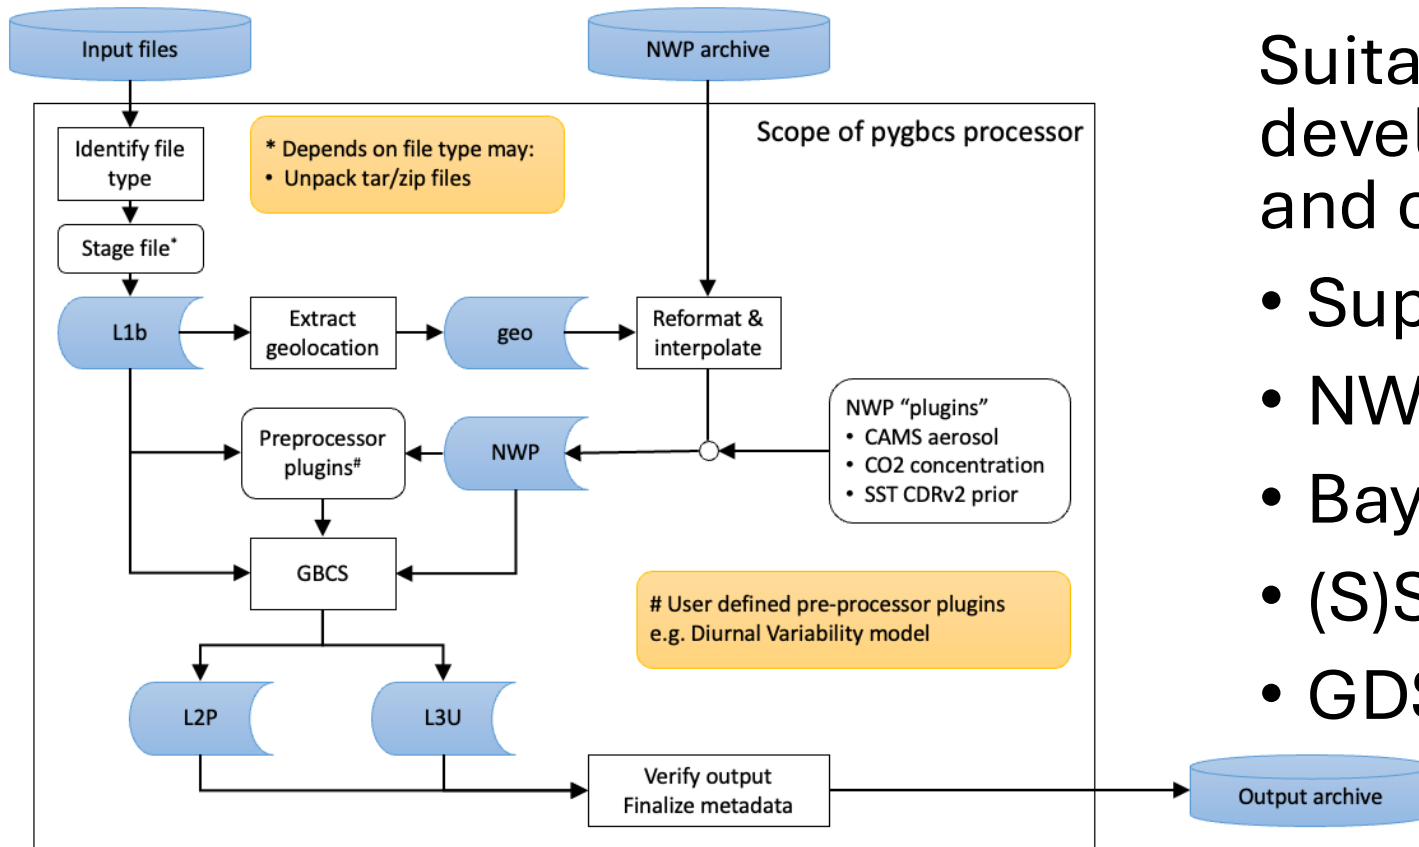 Input files
NWP archive
Scope of pygbcs processor
Identify file
type
* Depends on file type may:
• Unpack tar/zip files
Stage file*
L1b
Extract
geolocation
geo
Reformat &
interpolate
Preprocessor
plugins#
NWP
NWP “plugins”
• CAMS aerosol
• CO2 concentration
• SST CDRv2 prior
GBCS
# User defined pre-processor plugins
e.g. Diurnal Variability model
L2P
L3U
Verify output
Finalize metadata
Output archive
Suita
devel
and
• Sup
• NW
• Bay
• (S)S
• GDS